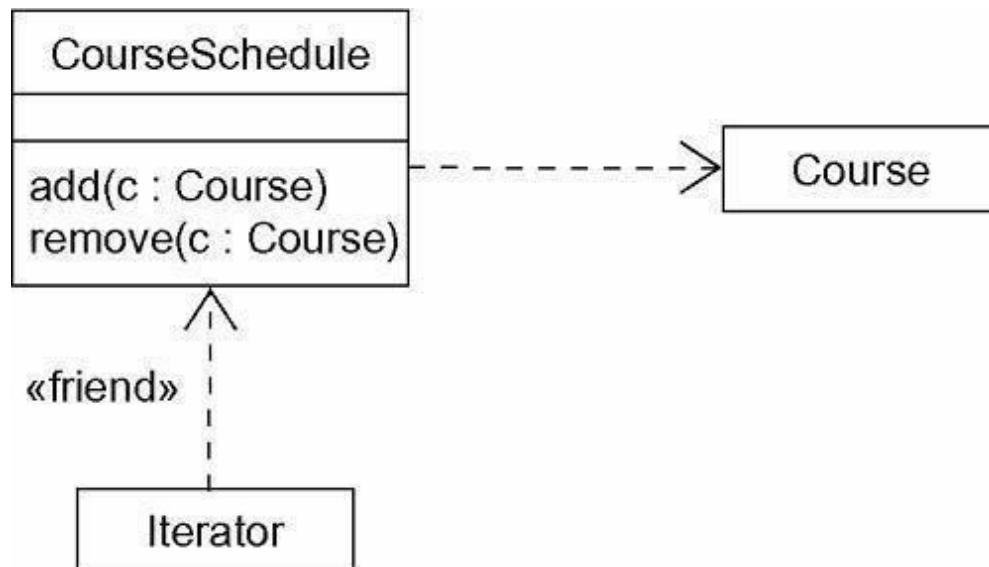 CourseSchedule
add(c : Course)
remove(c : Course)
Course
«friend»
Iterator